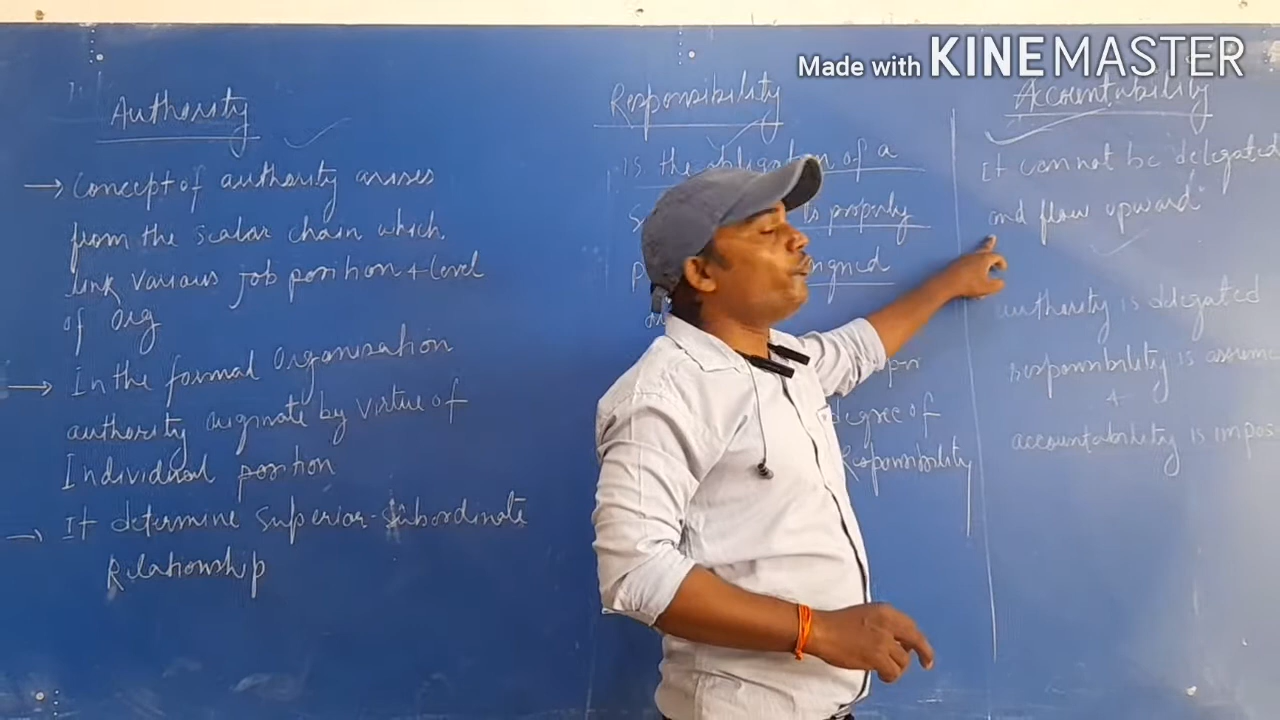 Made with KINEMASTER
Authority
→ Concept of authority arises
from the scalar chain which
link various job position + level
of org
→ In the formal organisation
authority originate by virtue of
Individual position
→ It determine superior-subordinate
Relationship
Responsibility
is the obligation of a
to properly
degree of
Responsibility
Accountability
It cannot be delegated
and flow upward
authority is delegated
responsibility is
+
accountability is